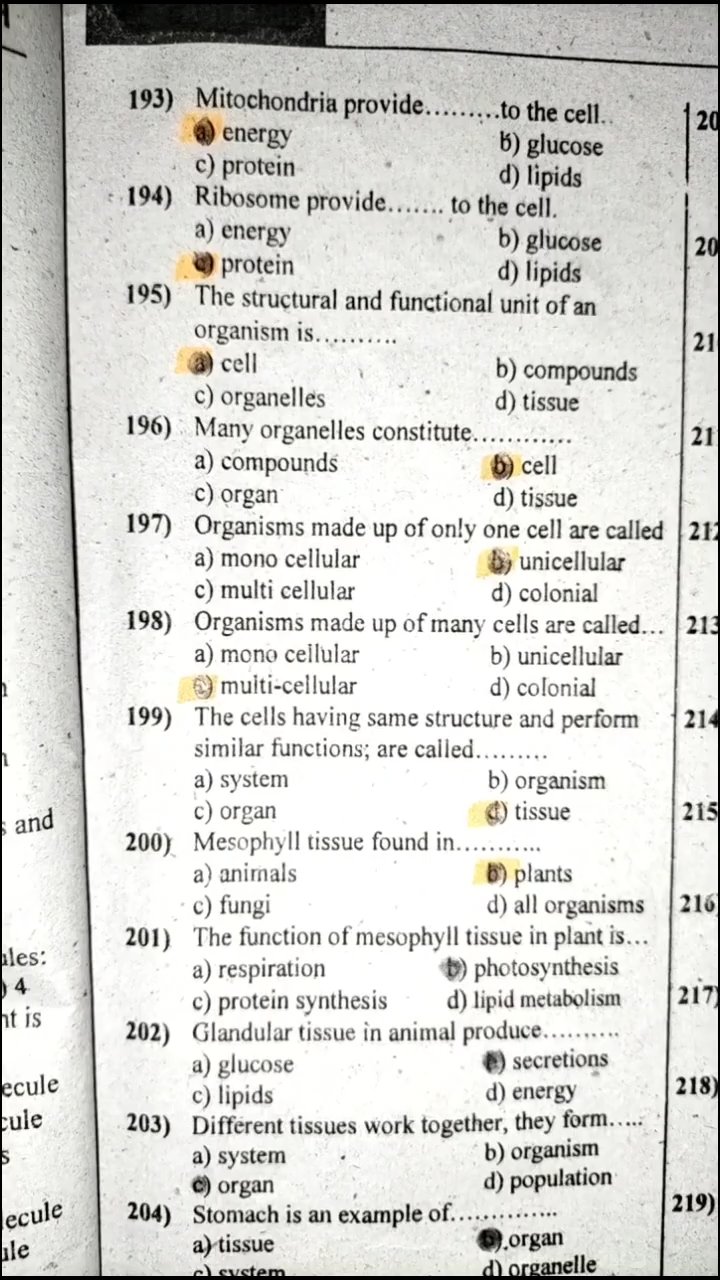 193) Mitochondria provide.........to the cell..
a) energy b) glucose
c) protein d) lipids
194) Ribosome provide....... to the cell.
a) energy b) glucose
c) protein d) lipids
195) The structural and functional unit of an
organism is..........
a) cell b) compounds
c) organelles d) tissue
196) Many organelles constitute............
a) compounds b) cell
c) organ d) tissue
197) Organisms made up of only one cell are called
a) mono cellular b) unicellular
c) multi cellular d) colonial
198) Organisms made up of many cells are called...
a) mono cellular b) unicellular
c) multi-cellular d) colonial
199) The cells having same structure and perform
similar functions; are called.........
a) system b) organism
c) organ d) tissue
200) Mesophyll tissue found in...........
a) animals b) plants
c) fungi d) all organisms
201) The function of mesophyll tissue in plant is...
a) respiration b) photosynthesis
c) protein synthesis d) lipid metabolism
202) Glandular tissue in animal produce..........
a) glucose b) secretions
c) lipids d) energy
203) Different tissues work together, they form.....
a) system b) organism
c) organ d) population
204) Stomach is an example of.............
a) tissue b) organ
c) system d) organelle
20
20
21
21
212
213
214
215
216
217)
218)
219)
s and
ules:
) 4
nt is
ecule
cule
s
lecule
ule